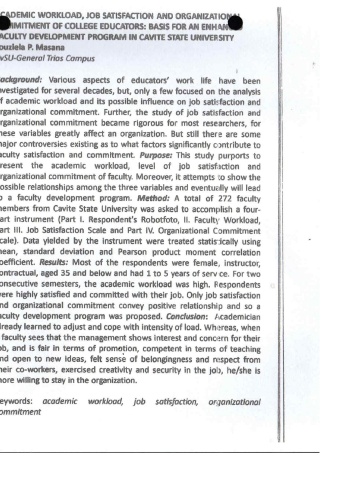 CADEMIC WORKLOAD, JOB SATISFACTION AND ORGANIZATIONAL
MMITMENT OF COLLEGE EDUCATORS: BASIS FOR AN ENHAN
ACULTY DEVELOPMENT PROGRAM IN CAVITE STATE UNIVERSITY
ouziela P. Masana
vSU-General Trias Campus
ackground: Various aspects of educators' work life have been
nvestigated for several decades, but, only a few focused on the analysis
f academic workload and its possible influence on job satisfaction and
rganizational commitment. Further, the study of job satisfaction and
rganizational commitment became rigorous for most researchers, for
hese variables greatly affect an organization. But still there are some
major controversies existing as to what factors significantly contribute to
aculty satisfaction and commitment. Purpose: This study purports to
resent the academic workload, level of job satisfaction and
rganizational commitment of faculty. Moreover, it attempts to show the
ossible relationships among the three variables and eventually will lead
o a faculty development program. Method: A total of 272 faculty
members from Cavite State University was asked to accomplish a four-
art instrument (Part I. Respondent's Robotfoto, II. Faculty Workload,
art III. Job Satisfaction Scale and Part IV. Organizational Commitment
cale). Data yielded by the instrument were treated statistically using
mean, standard deviation and Pearson product moment correlation
oefficient. Results: Most of the respondents were female, instructor,
ontractual, aged 35 and below and had 1 to 5 years of service. For two
onsecutive semesters, the academic workload was high. Respondents
were highly satisfied and committed with their job. Only job satisfaction
nd organizational commitment convey positive relationship and so a
aculty development program was proposed. Conclusion: Academician
lready learned to adjust and cope with intensity of load. Whereas, when
faculty sees that the management shows interest and concern for their
ob, and is fair in terms of promotion, competent in terms of teaching
nd open to new ideas, felt sense of belongingness and respect from
heir co-workers, exercised creativity and security in the job, he/she is
more willing to stay in the organization.
eywords: academic workload, job satisfaction, organizational
ommitment